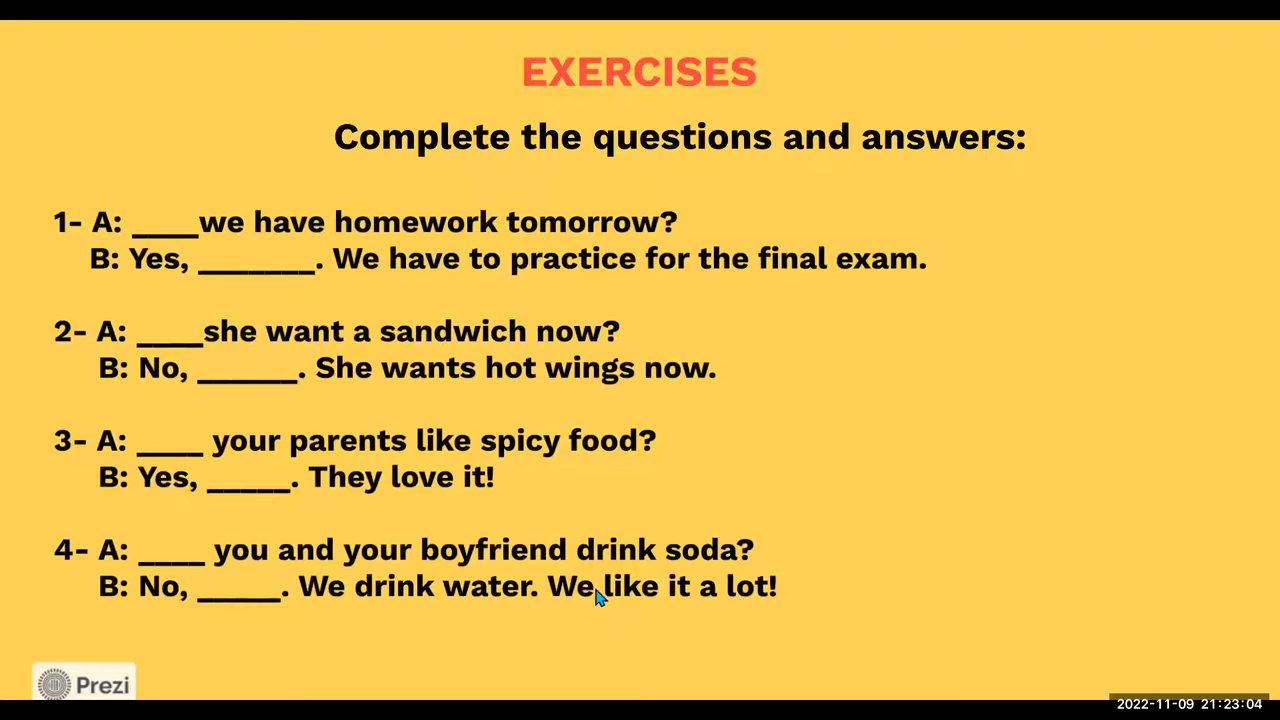 EXERCISES
Complete the questions and answers:
1- A: ____we have homework tomorrow?
B: Yes, _______. We have to practice for the final exam.
2- A: ____she want a sandwich now?
B: No, ______. She wants hot wings now.
3- A: ____ your parents like spicy food?
B: Yes, _____. They love it!
4- A: ____ you and your boyfriend drink soda?
B: No, _____. We drink water. We like it a lot!
Prezi
2022-11-09 21:23:04